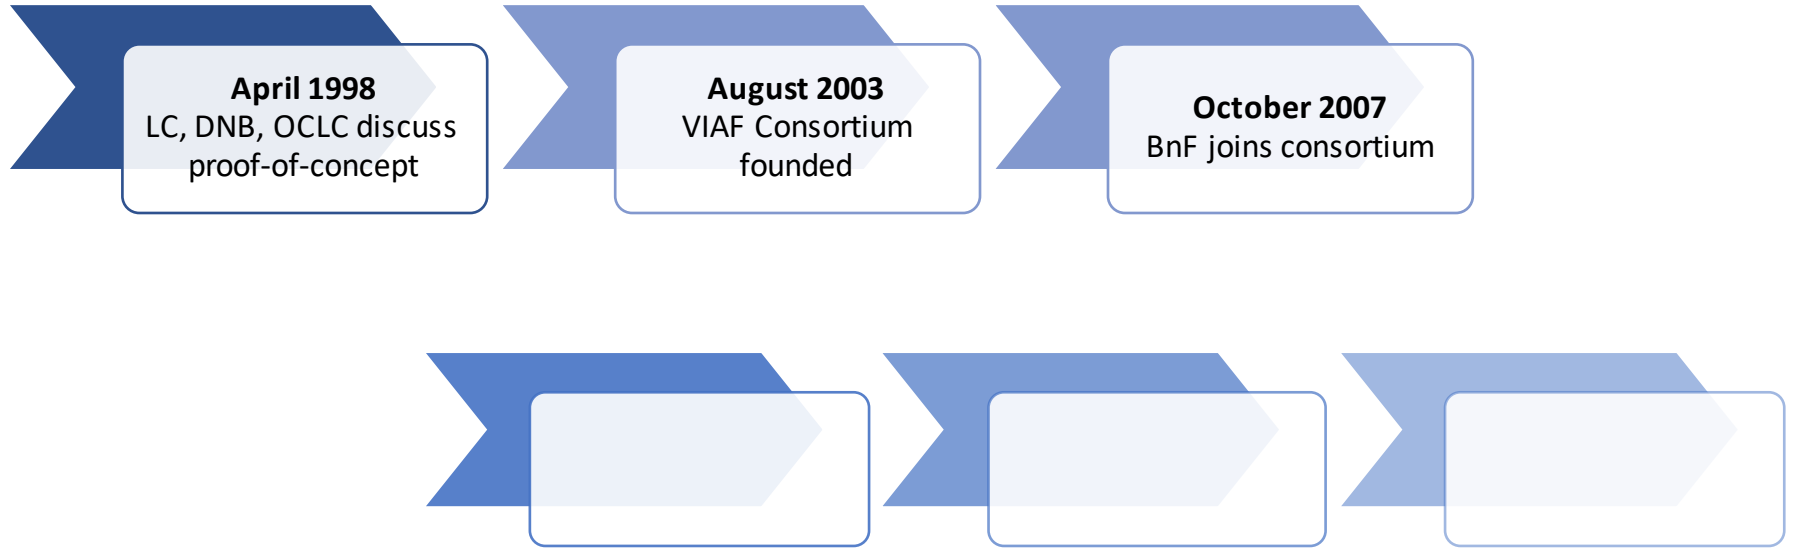 April 1998
LC, DNB, OCLC discuss
proof-of-concept
August 2003
VIAF Consortium
founded
October 2007
BnF joins consortium